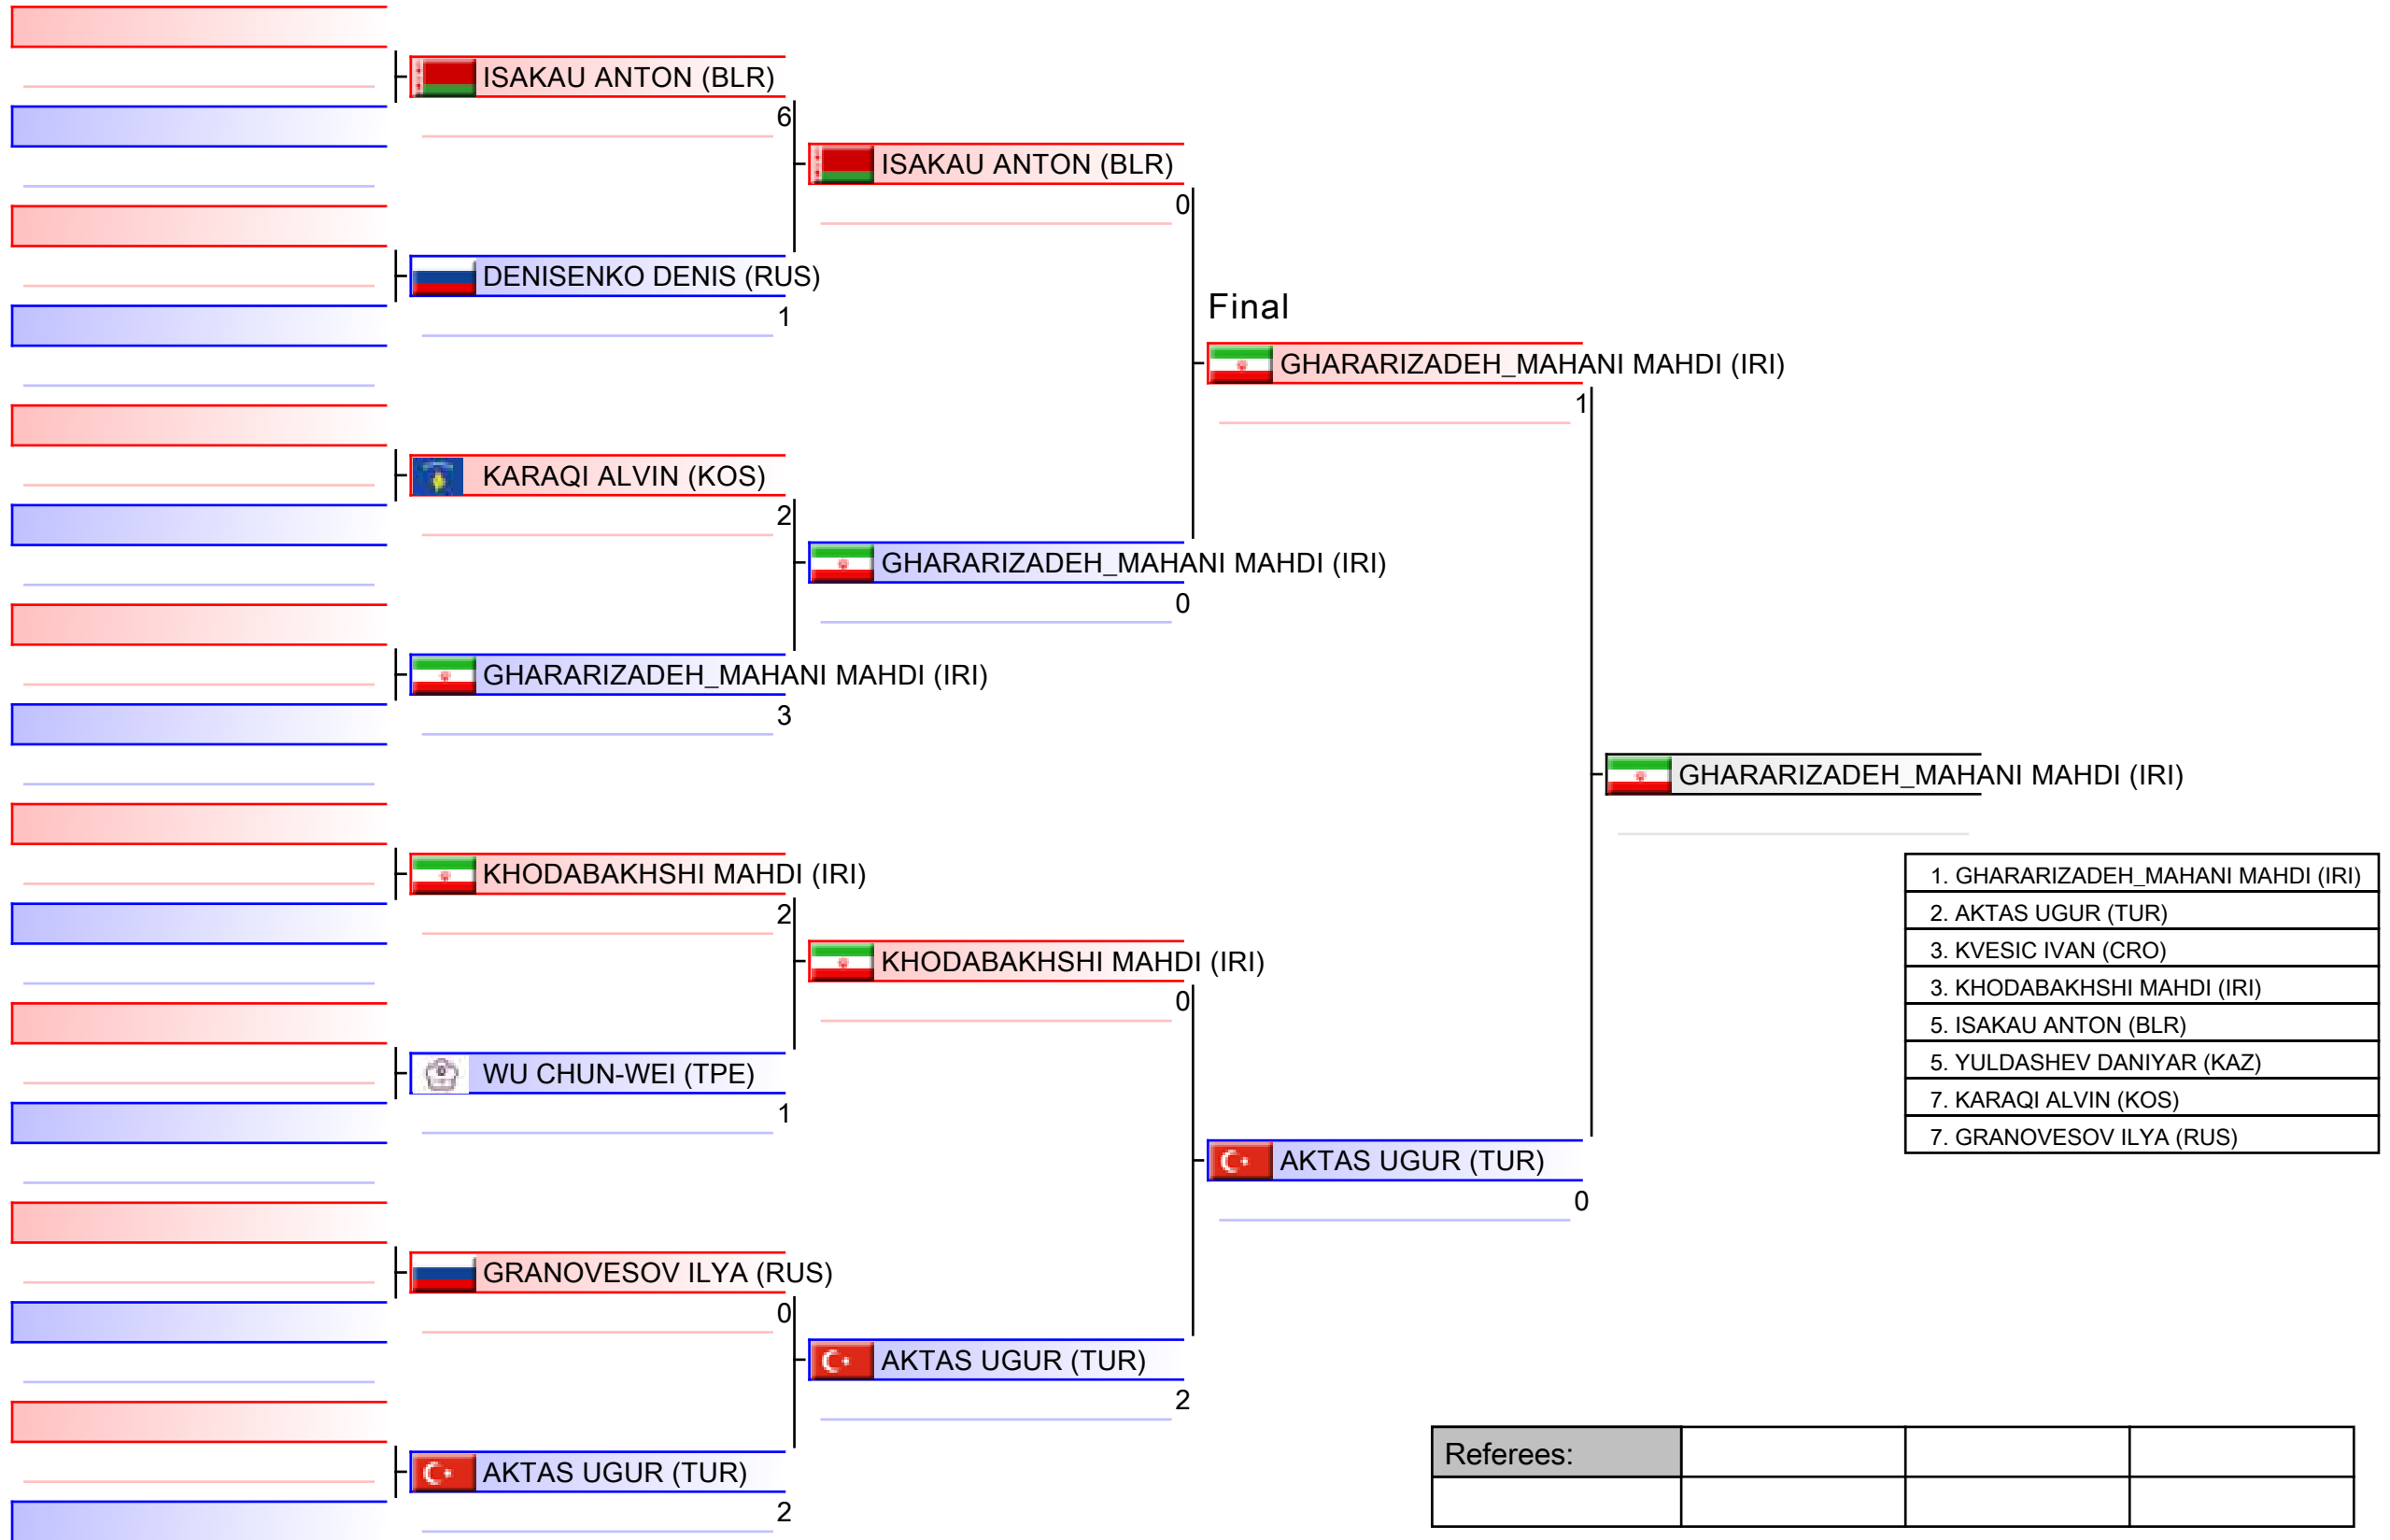 ISAKAU ANTON (BLR)
6
ISAKAU ANTON (BLR)
0
DENISENKO DENIS (RUS)
1
Final
GHARARIZADEH_MAHANI MAHDI (IRI)
1
KARAQI ALVIN (KOS)
2
GHARARIZADEH_MAHANI MAHDI (IRI)
0
GHARARIZADEH_MAHANI MAHDI (IRI)
3
GHARARIZADEH_MAHANI MAHDI (IRI)
KHODABAKHSHI MAHDI (IRI)
2
KHODABAKHSHI MAHDI (IRI)
0
WU CHUN-WEI (TPE)
1
AKTAS UGUR (TUR)
0
GRANOVESOV ILYA (RUS)
0
AKTAS UGUR (TUR)
2
AKTAS UGUR (TUR)
2
1. GHARARIZADEH_MAHANI MAHDI (IRI)
2. AKTAS UGUR (TUR)
3. KVESIC IVAN (CRO)
3. KHODABAKHSHI MAHDI (IRI)
5. ISAKAU ANTON (BLR)
5. YULDASHEV DANIYAR (KAZ)
7. KARAQI ALVIN (KOS)
7. GRANOVESOV ILYA (RUS)
Referees: